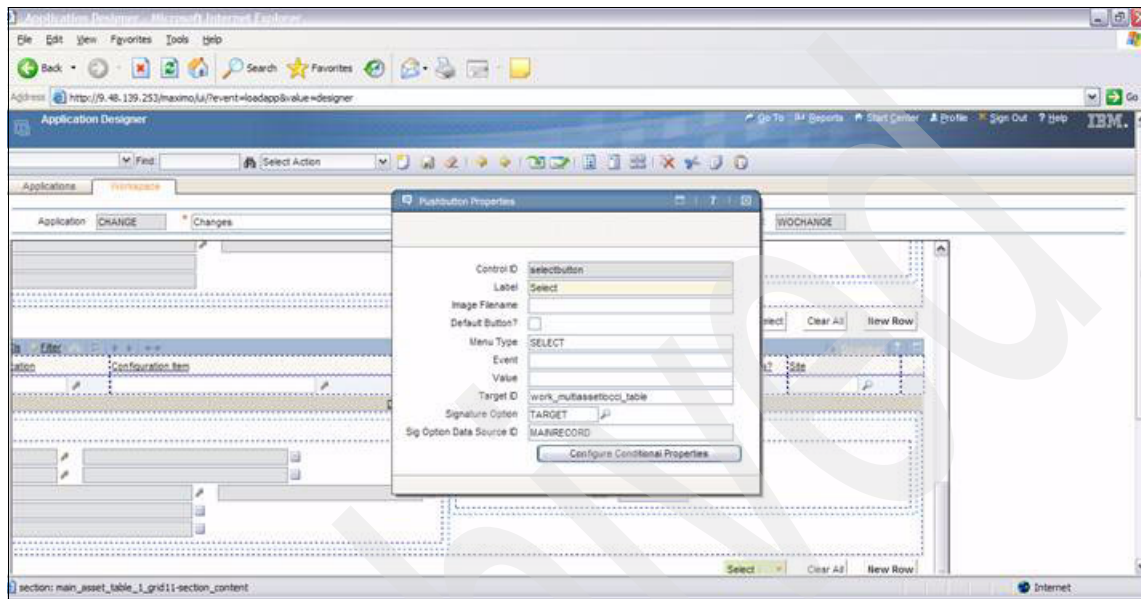 Application Designer - Microsoft Internet Explorer
File Edit View Favorites Tools Help
Back Search Favorites
Address http://9.48.139.253/maximo/ui/?event=loadapp&value=designer Go
Application Designer Go To Reports Start Center Profile Sign Out ? Help IBM.
Find: Select Action
Applications Workspace
Application CHANGE * Changes WOCHANGE
Pushbutton Properties ?
Control ID selectbutton
Label Select
Image Filename
Default Button?
Menu Type SELECT
Event
Value
Target ID work_multiassetlocci_table
Signature Option TARGET
Sig Option Data Source ID MAINRECORD
Configure Conditional Properties
Clear All New Row
Filter
Configuration Item Site
Select Clear All New Row
section: main_asset_table_1_grid11-section_content Internet